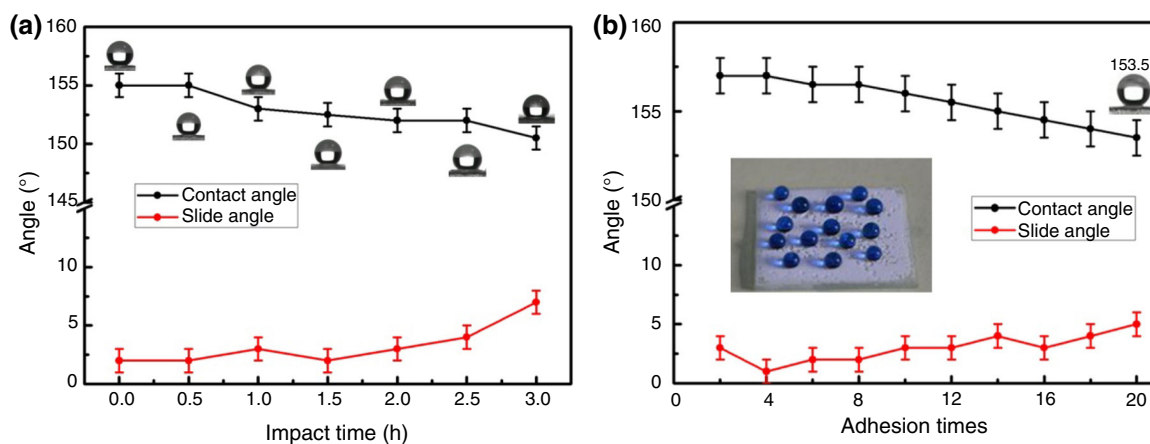 (a)
160
155
150
145
10
5
0
Angle (°)
Contact angle
Slide angle
0.0 0.5 1.0 1.5 2.0 2.5 3.0
Impact time (h)
(b)
160
155
150
10
5
0
Angle (°)
153.5
Contact angle
Slide angle
0 4 8 12 16 20
Adhesion times